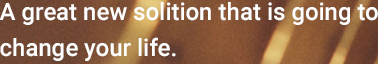 A great new solition that is going to
change your life.